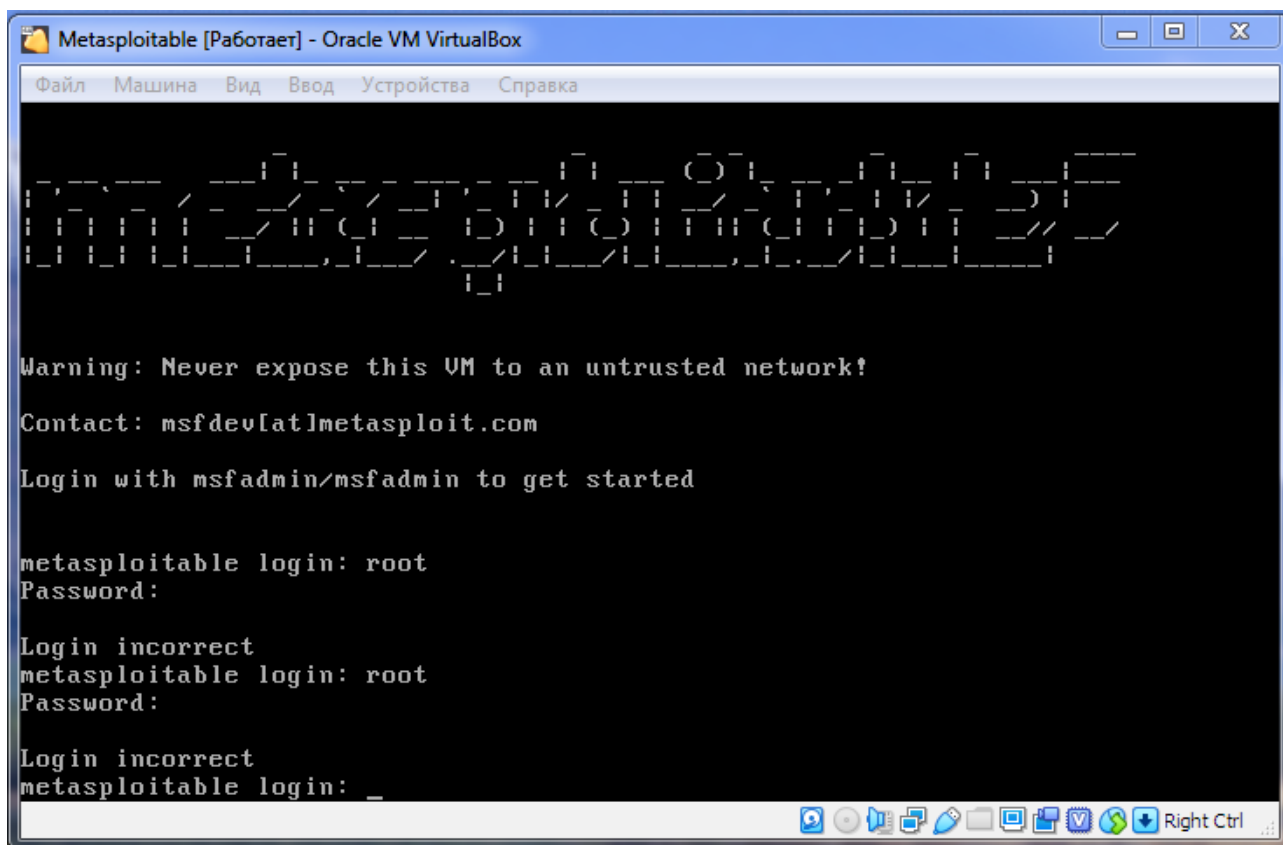 Metasploitable [Работает] - Oracle VM VirtualBox
Файл Машина Вид Ввод Устройства Справка
metasploitable2
Warning: Never expose this VM to an untrusted network!
Contact: msfdev[at]metasploit.com
Login with msfadmin/msfadmin to get started
metasploitable login: root
Password:
Login incorrect
metasploitable login: root
Password:
Login incorrect
metasploitable login: _
Right Ctrl